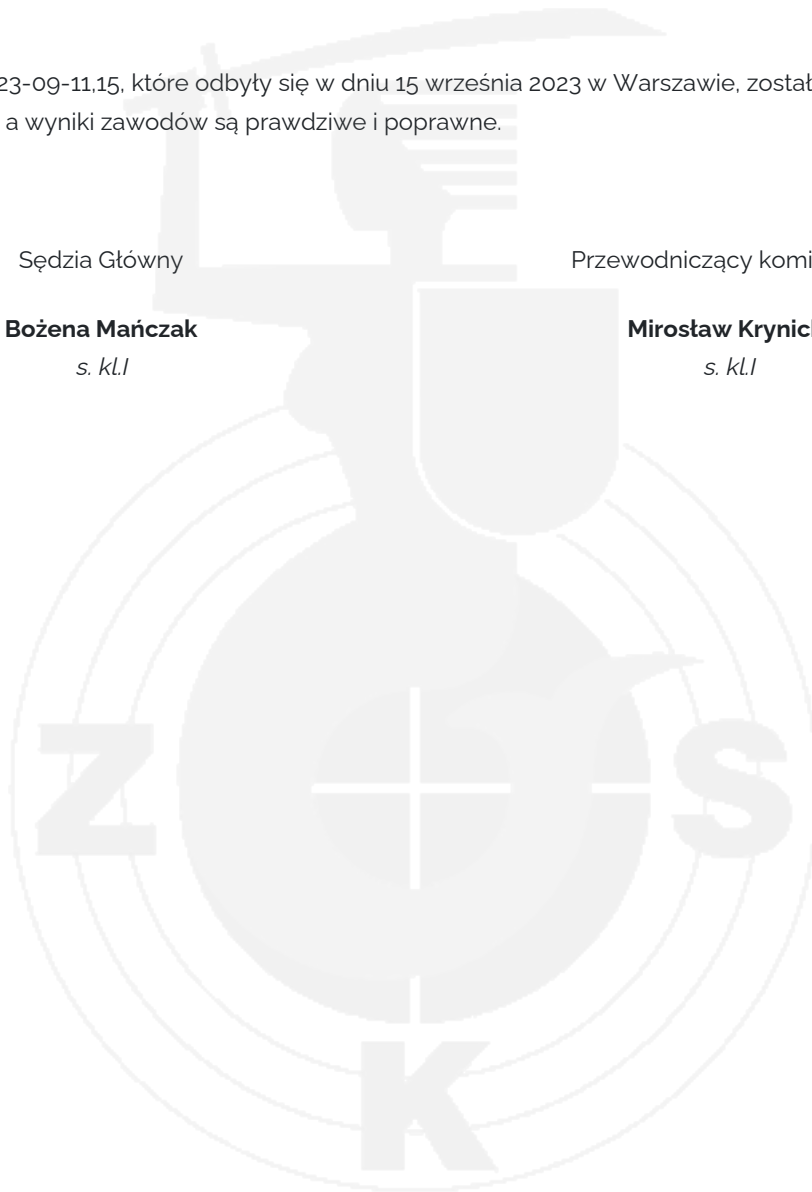 23-09-11,15, które odbyły się w dniu 15 września 2023 w Warszawie, został
a wyniki zawodów są prawdziwe i poprawne.
Sędzia Główny
Przewodniczący komi
Bożena Mańczak
Mirosław Krynic
s. kl.I
s. kl.I
Z
S
K